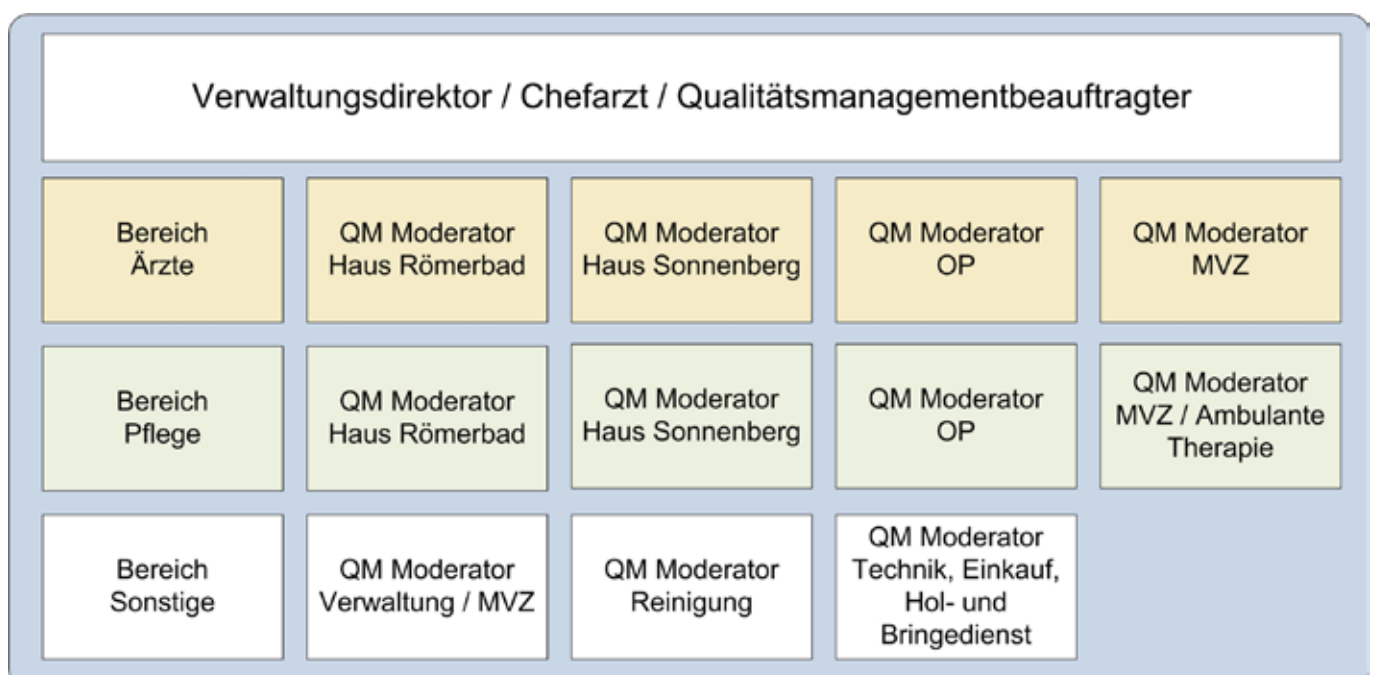 Verwaltungsdirektor / Chefarzt / Qualitätsmanagementbeauftragter
Bereich
Ärzte
QM Moderator
Haus Römerbad
QM Moderator
Haus Sonnenberg
QM Moderator
OP
QM Moderator
MVZ
Bereich
Pflege
QM Moderator
Haus Römerbad
QM Moderator
Haus Sonnenberg
QM Moderator
OP
QM Moderator
MVZ / Ambulante
Therapie
Bereich
Sonstige
QM Moderator
Verwaltung / MVZ
QM Moderator
Reinigung
QM Moderator
Technik, Einkauf,
Hol- und
Bringedienst